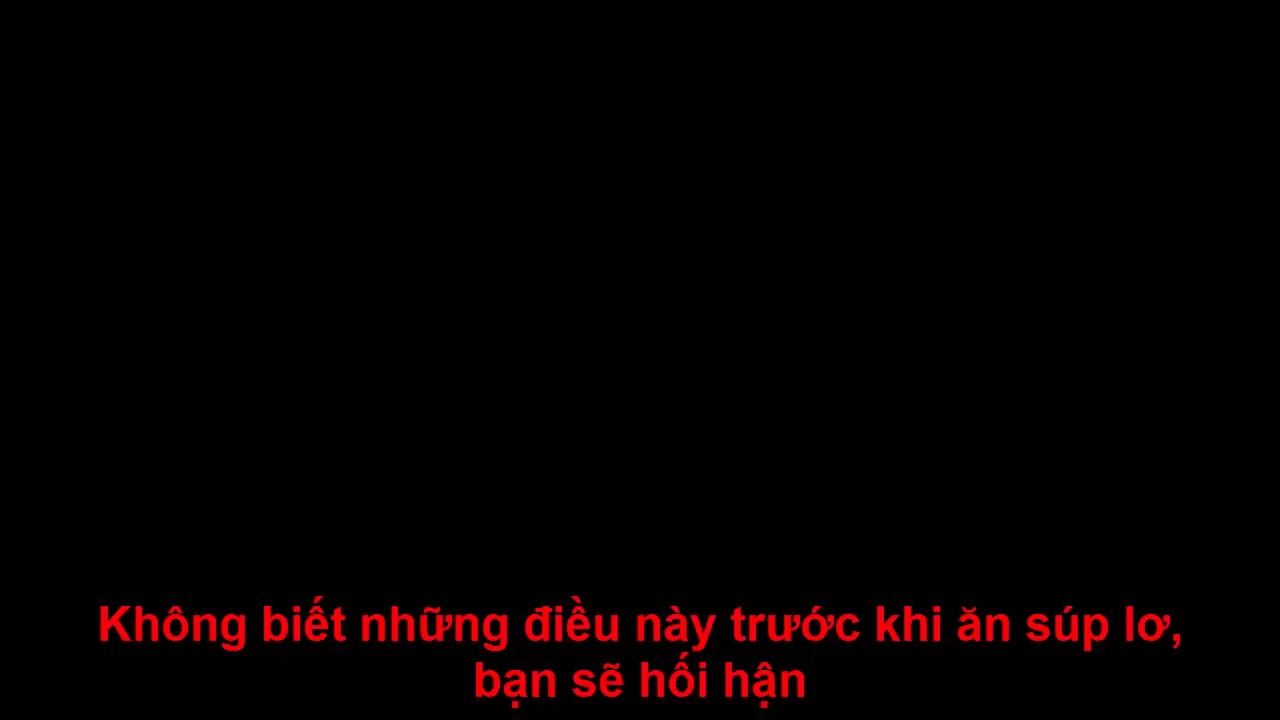 Không biết những điều này trước khi ăn súp lơ,
bạn sẽ hối hận